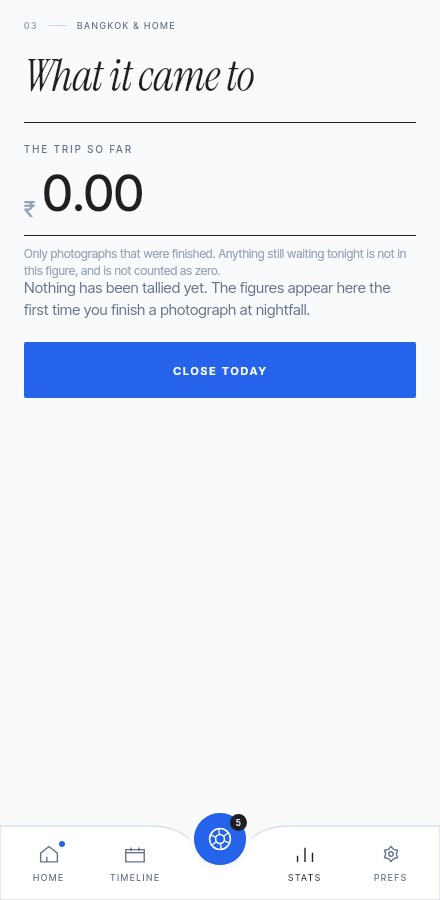 03 BANGKOK & HOME
What it came to
THE TRIP SO FAR
₹ 0.00
Only photographs that were finished. Anything still waiting tonight is not in
this figure, and is not counted as zero.
Nothing has been tallied yet. The figures appear here the
first time you finish a photograph at nightfall.
CLOSE TODAY
5
HOME TIMELINE STATS PREFS